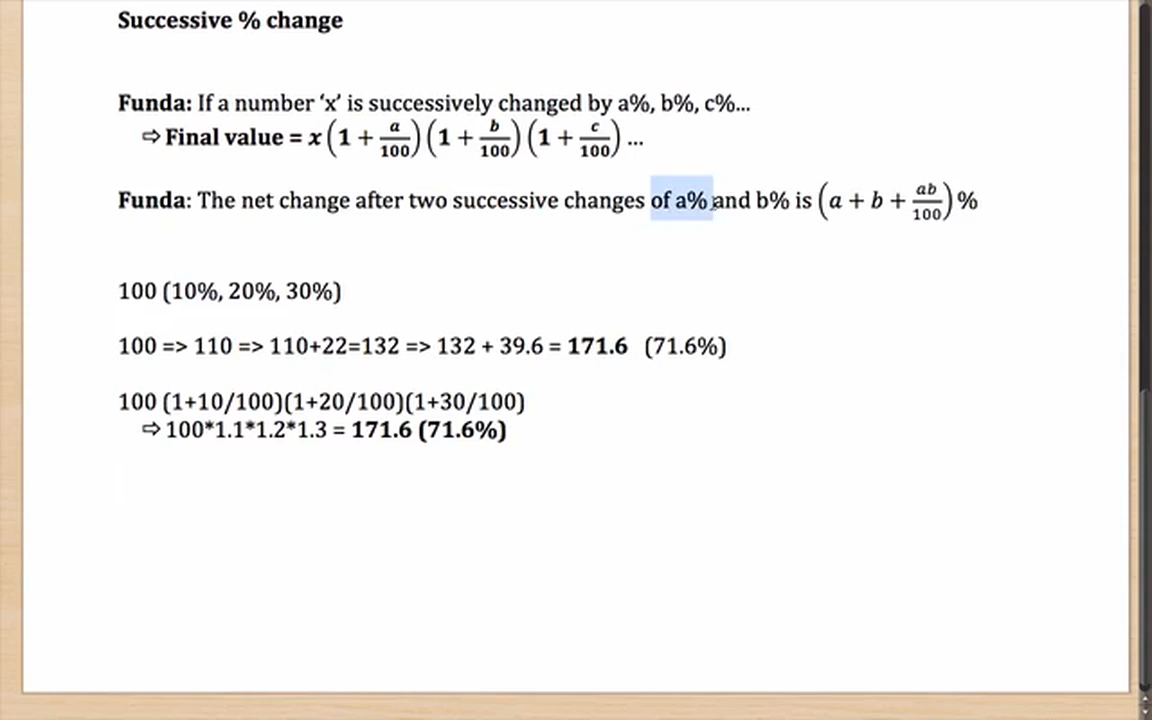 Successive % change
Funda: If a number ‘x’ is successively changed by a%, b%, c%...
⇨ Final value = x (1 + a/100) (1 + b/100) (1 + c/100) ...
Funda: The net change after two successive changes of a% and b% is (a + b + ab/100) %
100 (10%, 20%, 30%)
100 => 110 => 110+22=132 => 132 + 39.6 = 171.6 (71.6%)
100 (1+10/100)(1+20/100)(1+30/100)
⇨ 100*1.1*1.2*1.3 = 171.6 (71.6%)